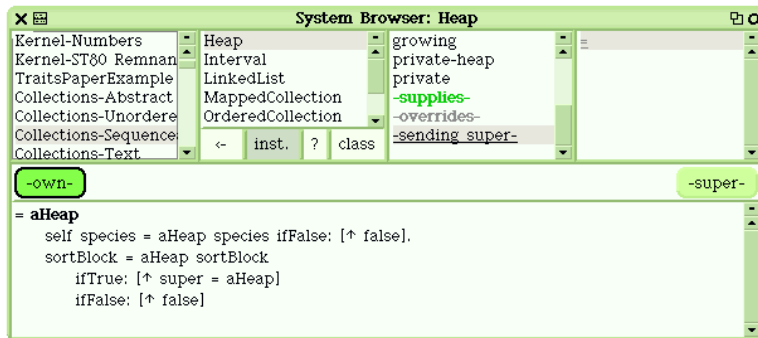 System Browser: Heap
Kernel-Numbers
Kernel-ST80 Remnan
TraitsPaperExample
Collections-Abstract
Collections-Unordere
Collections-Sequence
Collections-Text
Heap
Interval
LinkedList
MappedCollection
OrderedCollection
<- inst. ? class
growing
private-heap
private
-supplies-
-overrides-
-sending super-
=
-own- -super-
= aHeap
self species = aHeap species ifFalse: [↑ false].
sortBlock = aHeap sortBlock
ifTrue: [↑ super = aHeap]
ifFalse: [↑ false]